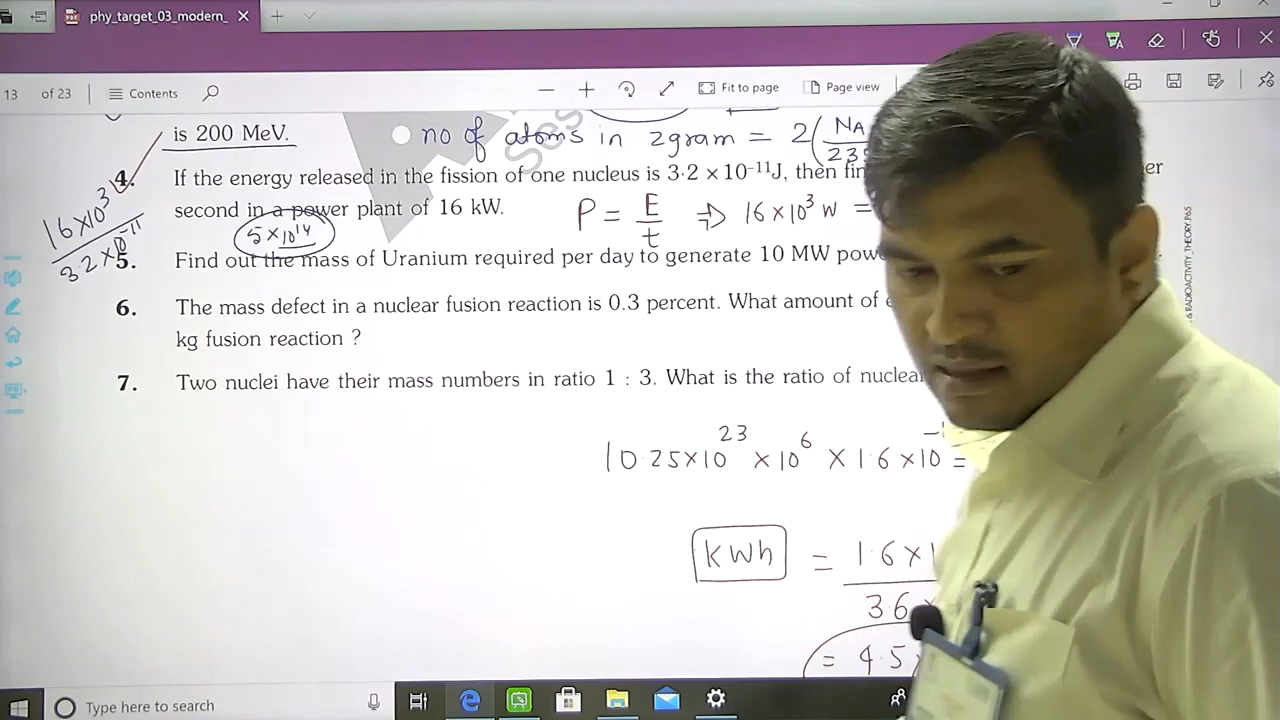 phy_target_03_modern_
13 of 23 Contents Fit to page Page view
is 200 MeV. no of atoms in 2 gram = 2(NA
Ses
4. If the energy released in the fission of one nucleus is 3·2 × 10⁻¹¹J, then fin er
16×10³
second in a power plant of 16 kW. P = E/t ⇒ 16×10³ W =
5×10¹⁴
5. Find out the mass of Uranium required per day to generate 10 MW pow
& RADIOACTIVITY_THEORY.P65
6. The mass defect in a nuclear fusion reaction is 0.3 percent. What amount of
kg fusion reaction ?
7. Two nuclei have their mass numbers in ratio 1 : 3. What is the ratio of nuclear
10·25×10²³ × 10⁶ × 1·6×10 =
kWh = 1·6×
3·6
= 4·5
Type here to search